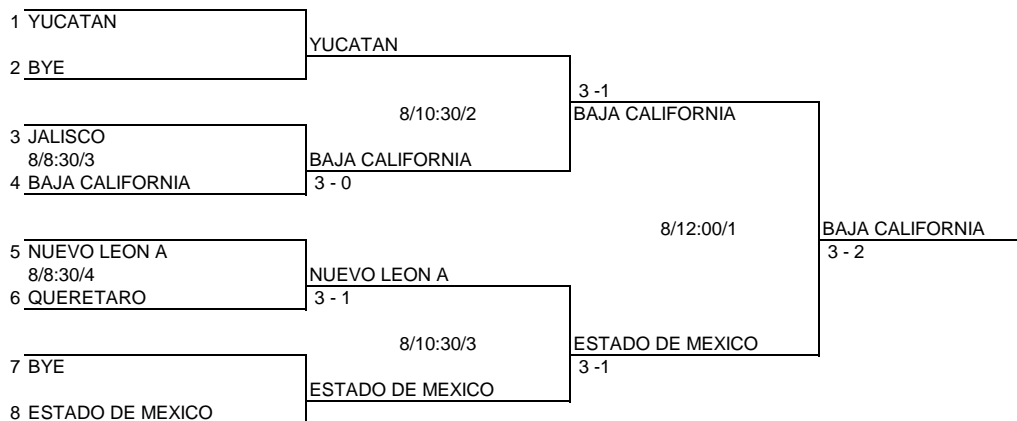 1 YUCATAN
YUCATAN
2 BYE
3 -1
8/10:30/2
BAJA CALIFORNIA
3 JALISCO
8/8:30/3
BAJA CALIFORNIA
4 BAJA CALIFORNIA
3 - 0
8/12:00/1
BAJA CALIFORNIA
5 NUEVO LEON A
3 - 2
8/8:30/4
NUEVO LEON A
6 QUERETARO
3 - 1
8/10:30/3
ESTADO DE MEXICO
7 BYE
3 -1
ESTADO DE MEXICO
8 ESTADO DE MEXICO